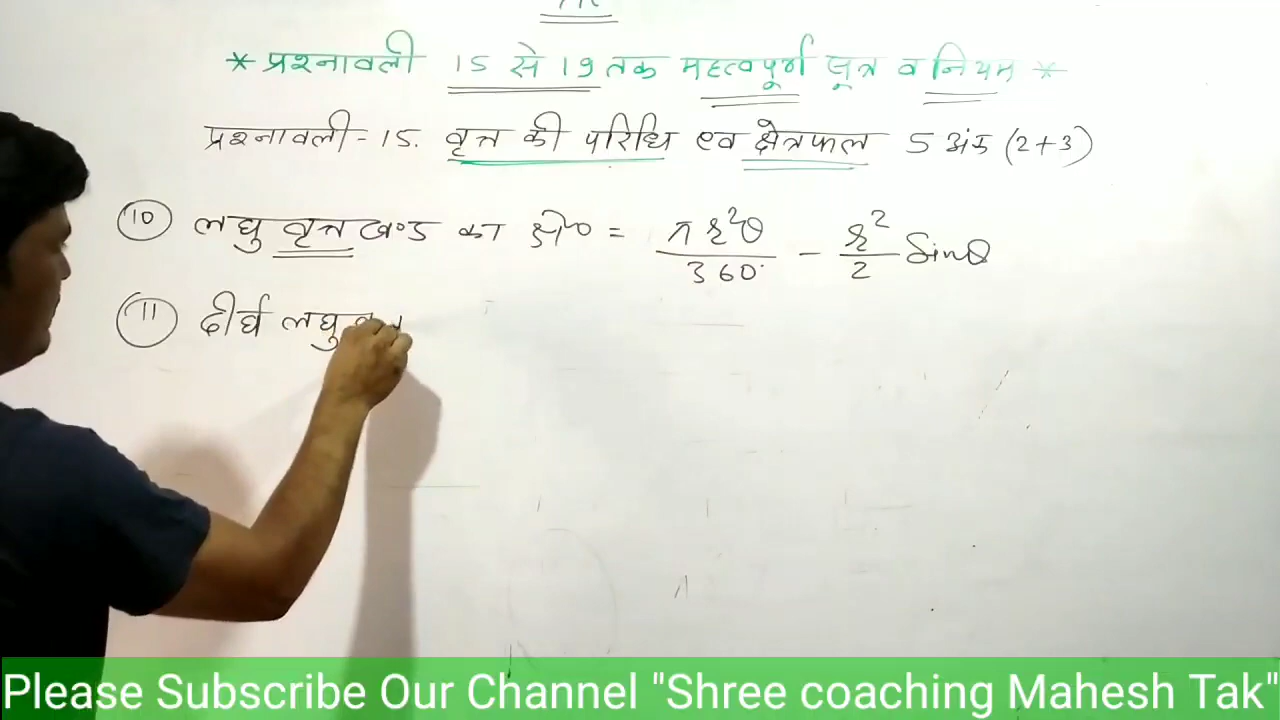 * प्रश्नावली 15 से 19 तक महत्वपूर्ण सूत्र व नियम *
प्रश्नावली - 15. वृत्त की परिधि एवं क्षेत्रफल 5 अंक (2+3)
(10) लघु वृत्तखण्ड का क्षे० = πr²θ/360° - r²/2 Sinθ
(11) दीर्घ लघु
Please Subscribe Our Channel "Shree coaching Mahesh Tak"